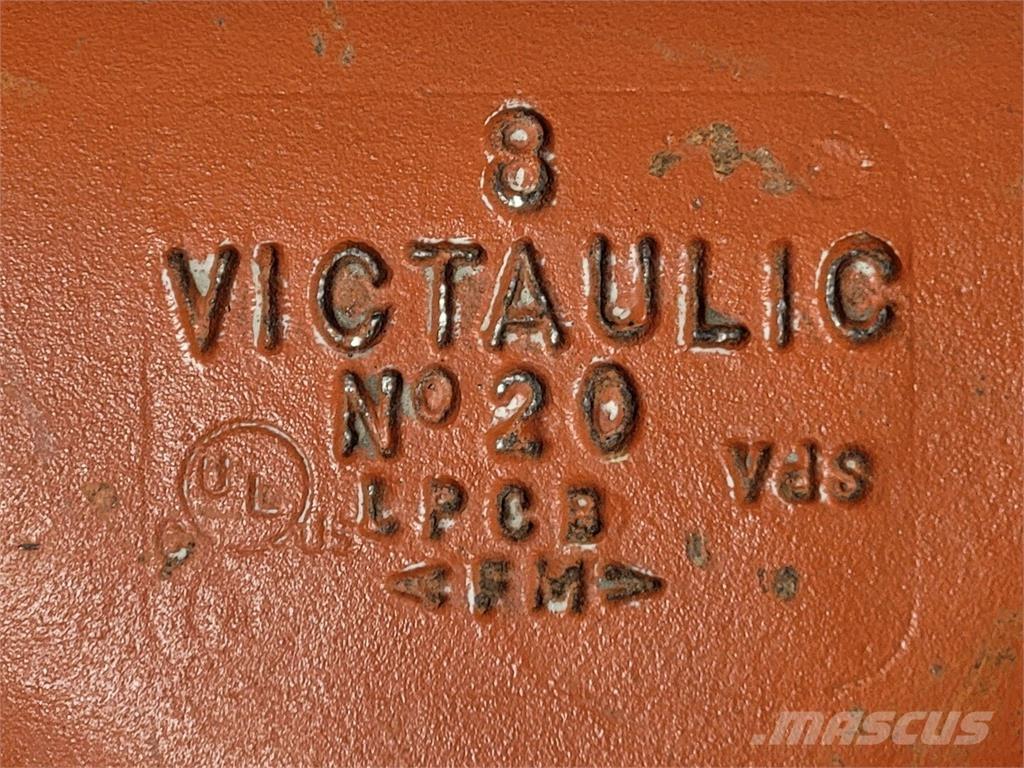 8
VICTAULIC
Nº 20
UL
LPCB
VdS
<FM>
MASCUS